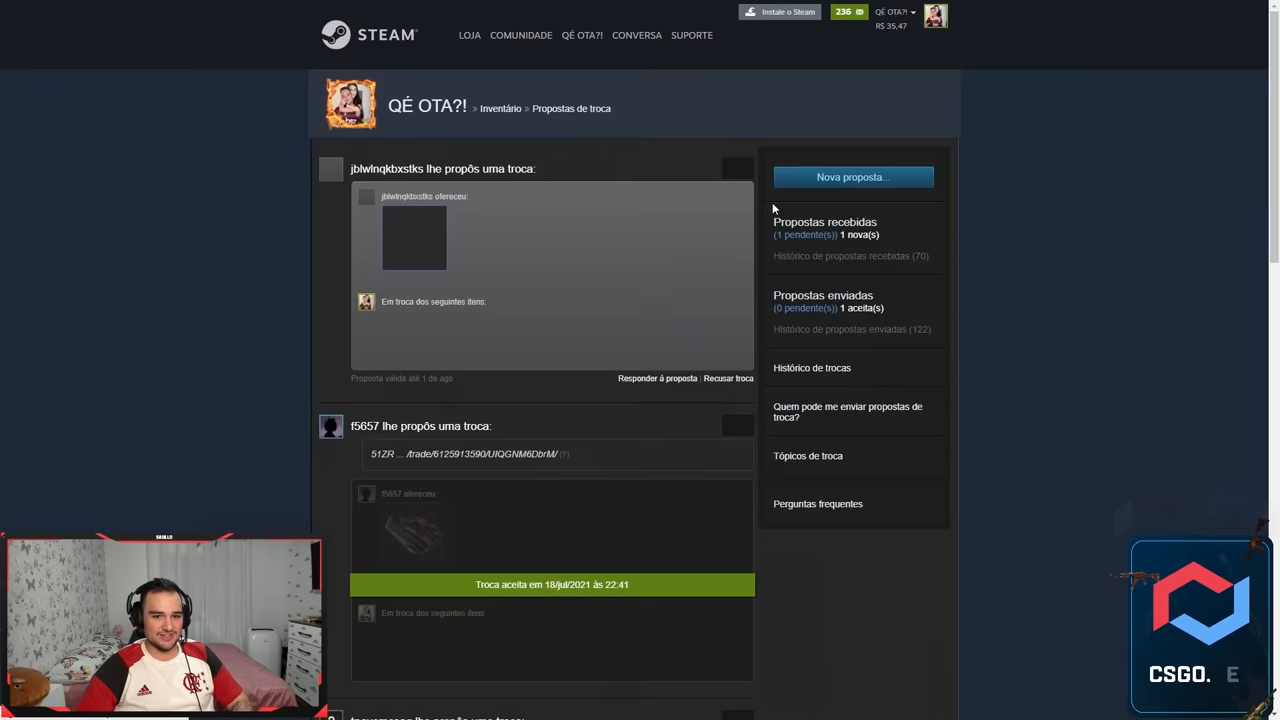 Instale o Steam
236
QÉ OTA?!
R$ 35,47
STEAM
LOJA COMUNIDADE QÉ OTA?! CONVERSA SUPORTE
QÉ OTA?! » Inventário » Propostas de troca
jblwlnqkbxstks lhe propôs uma troca:
jblwlnqkbxstks ofereceu:
Em troca dos seguintes itens:
Proposta válida até 1 de ago
Responder à proposta | Recusar troca
f5657 lhe propôs uma troca:
51ZR ... /trade/6125913590/UIQGNM6DbrM/ (?)
f5657 ofereceu:
Troca aceita em 18/jul/2021 às 22:41
Em troca dos seguintes itens:
lhe propôs uma troca:
Nova proposta...
Propostas recebidas
(1 pendente(s)) 1 nova(s)
Histórico de propostas recebidas (70)
Propostas enviadas
(0 pendente(s)) 1 aceita(s)
Histórico de propostas enviadas (122)
Histórico de trocas
Quem pode me enviar propostas de
troca?
Tópicos de troca
Perguntas frequentes
SAULLO
CSGO. E